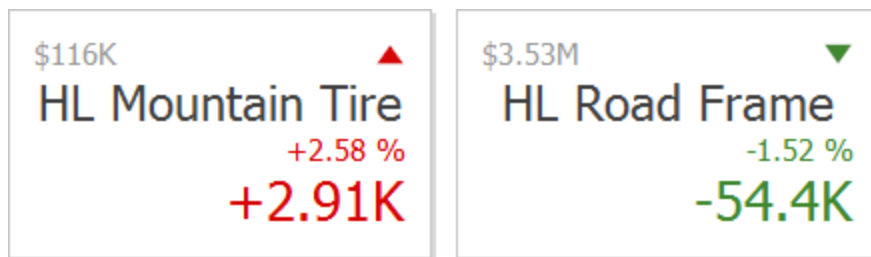 $116K
HL Mountain Tire
+2.58 %
+2.91K
$3.53M
HL Road Frame
-1.52 %
-54.4K